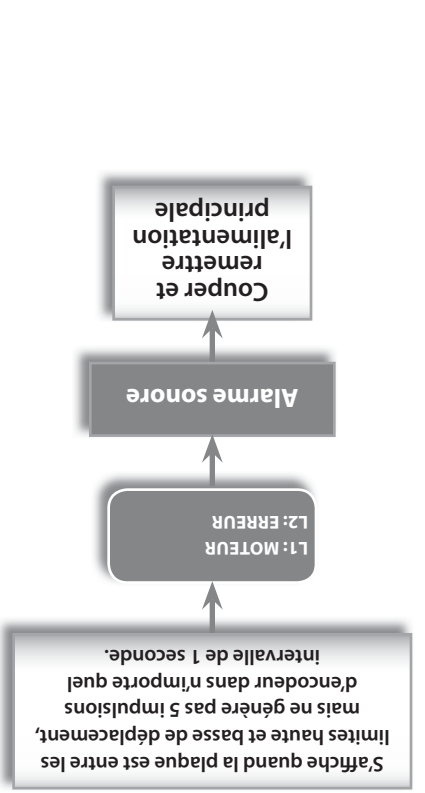 S'affiche quand la plaque est entre les
limites haute et basse de déplacement,
mais ne génère pas 5 impulsions
d'encodeur dans n'importe quel
intervalle de 1 seconde.
L1: MOTEUR
L2: ERREUR
Alarme sonore
Couper et
remettre
l'alimentation
principale